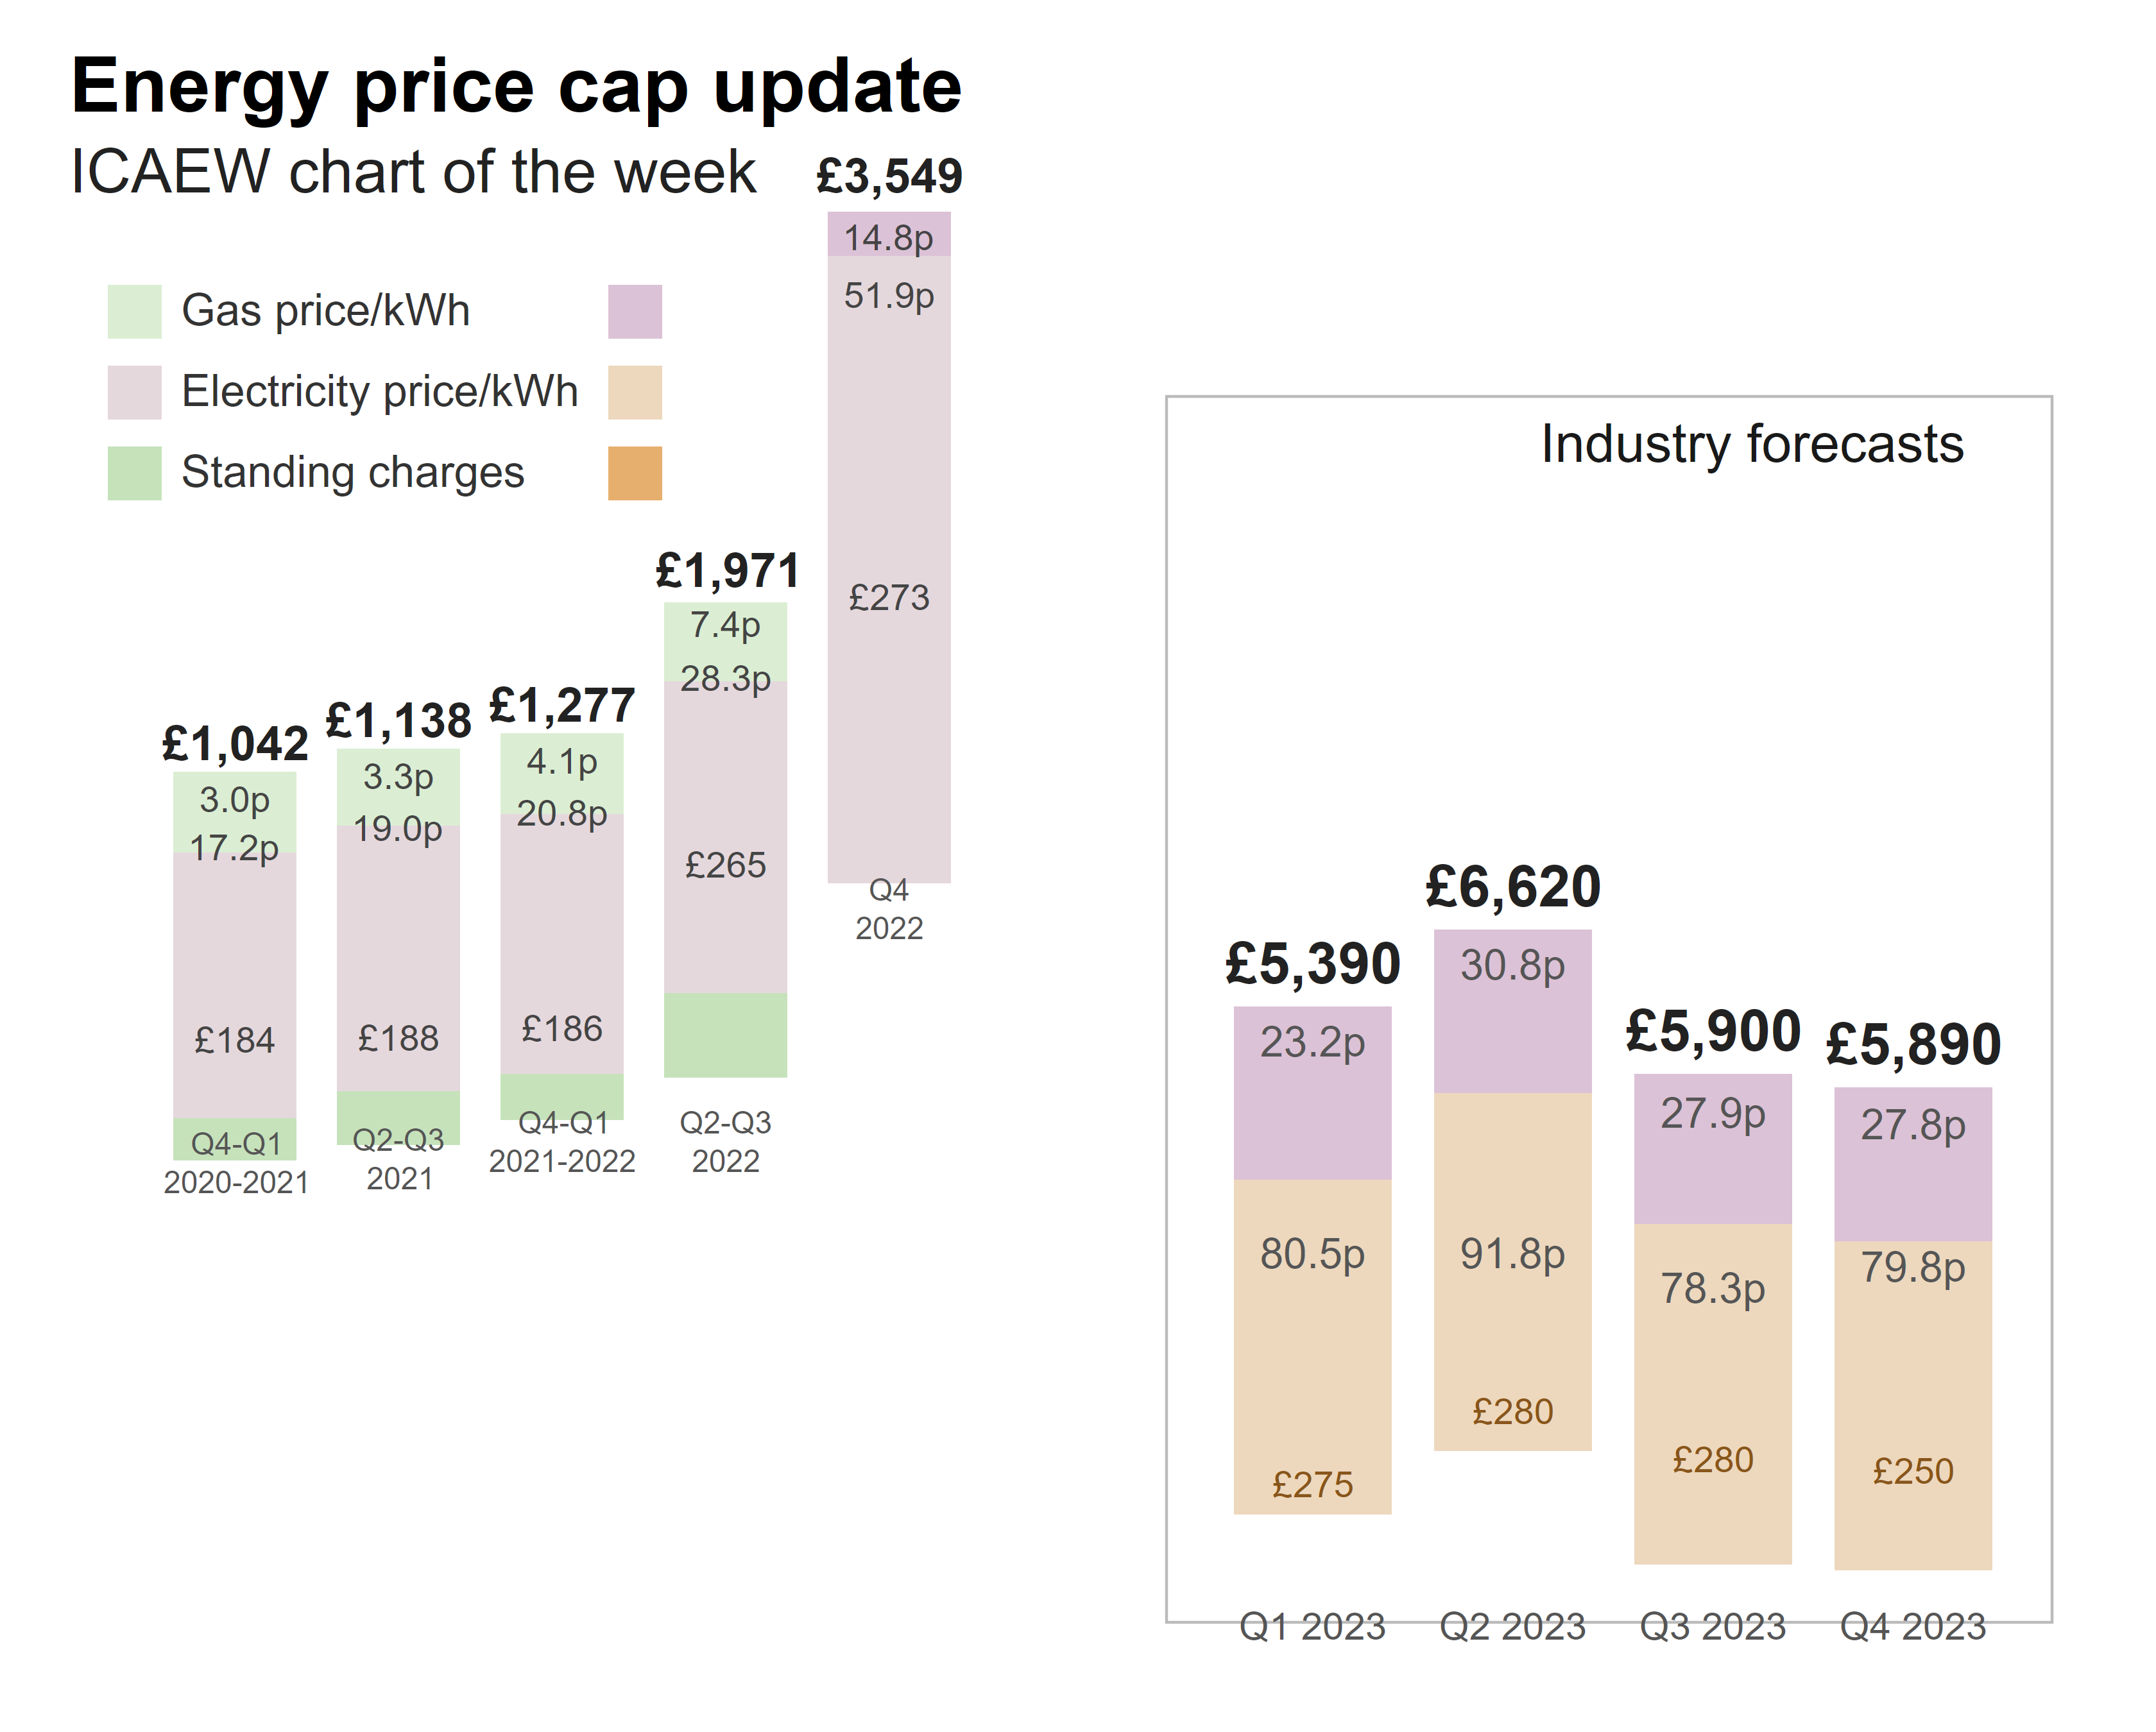 Energy price cap update
ICAEW chart of the week
Gas price/kWh
Electricity price/kWh
Standing charges
£1,042
3.0p
17.2p
£184
Q4-Q1
2020-2021
£1,138
3.3p
19.0p
£188
Q2-Q3
2021
£1,277
4.1p
20.8p
£186
Q4-Q1
2021-2022
£1,971
7.4p
28.3p
£265
Q2-Q3
2022
£3,549
14.8p
51.9p
£273
Q4
2022
Industry forecasts
£5,390
23.2p
80.5p
£275
Q1 2023
£6,620
30.8p
91.8p
£280
Q2 2023
£5,900
27.9p
78.3p
£280
Q3 2023
£5,890
27.8p
79.8p
£250
Q4 2023